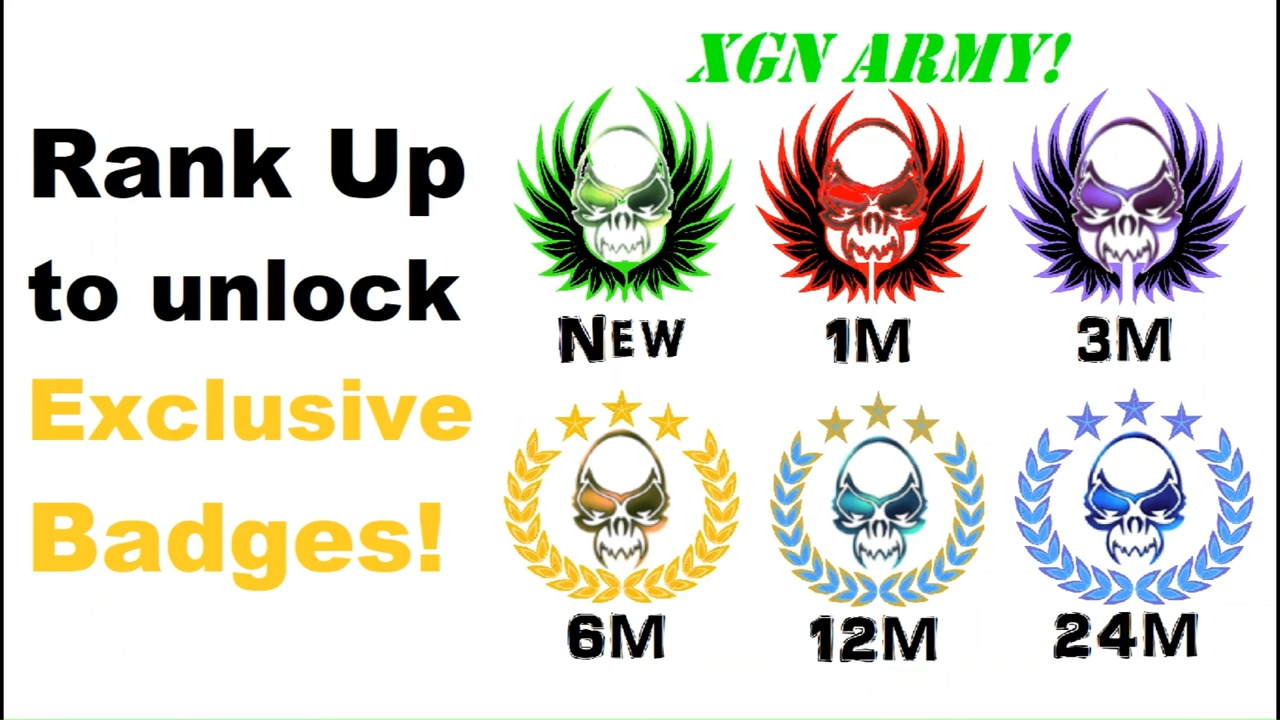 Rank Up
to unlock
Exclusive
Badges!
XGN ARMY!
NEW
1M
3M
6M
12M
24M